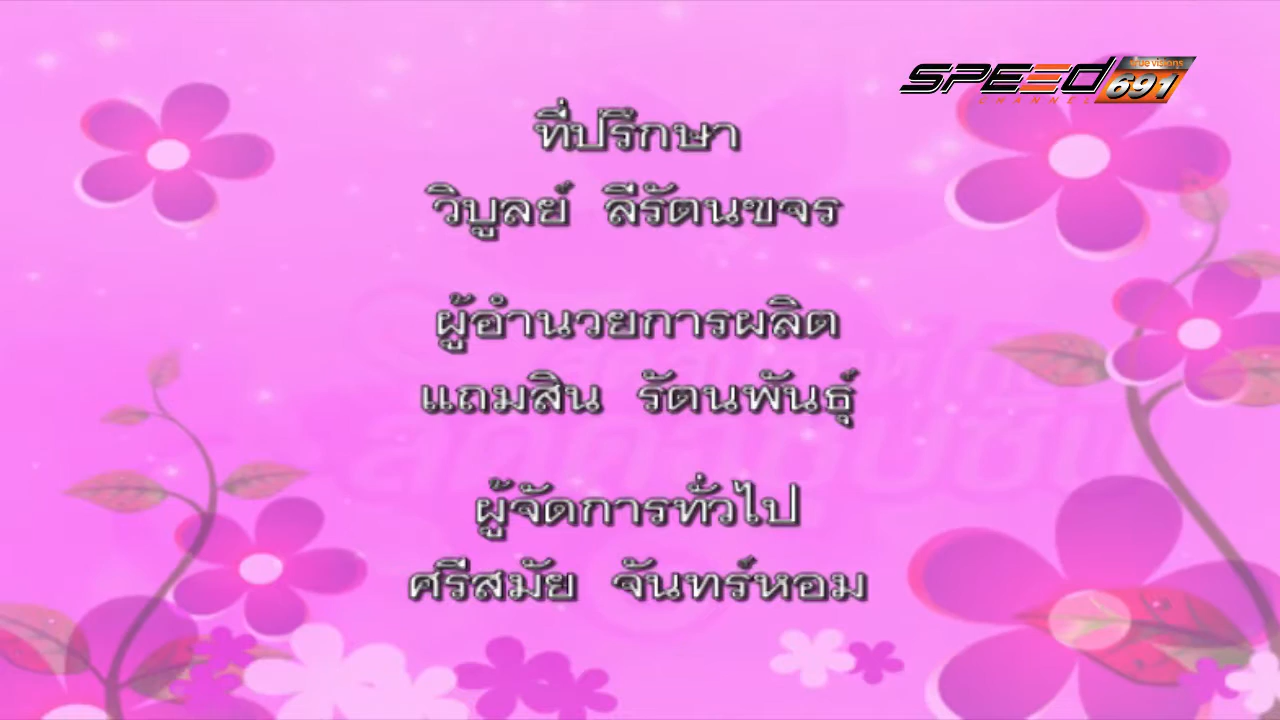 SPEED
true visions
CHANNEL
691
ที่ปรึกษา
วิบูลย์ ลีรัตนขจร
ผู้อำนวยการผลิต
แถมสิน รัตนพันธุ์
ผู้จัดการทั่วไป
ศรีสมัย จันทร์หอม